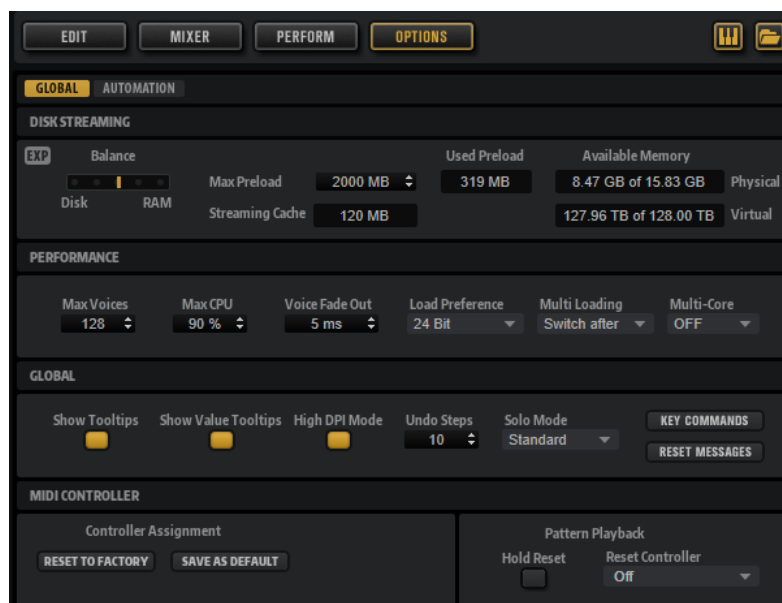 EDIT MIXER PERFORM OPTIONS
GLOBAL AUTOMATION
DISK STREAMING
EXP Balance Used Preload Available Memory
Max Preload 2000 MB 319 MB 8.47 GB of 15.83 GB Physical
Disk RAM
Streaming Cache 120 MB 127.96 TB of 128.00 TB Virtual
PERFORMANCE
Max Voices Max CPU Voice Fade Out Load Preference Multi Loading Multi-Core
128 90 % 5 ms 24 Bit Switch after OFF
GLOBAL
Show Tooltips Show Value Tooltips High DPI Mode Undo Steps Solo Mode KEY COMMANDS
10 Standard
RESET MESSAGES
MIDI CONTROLLER
Controller Assignment Pattern Playback
RESET TO FACTORY SAVE AS DEFAULT Hold Reset Reset Controller
Off